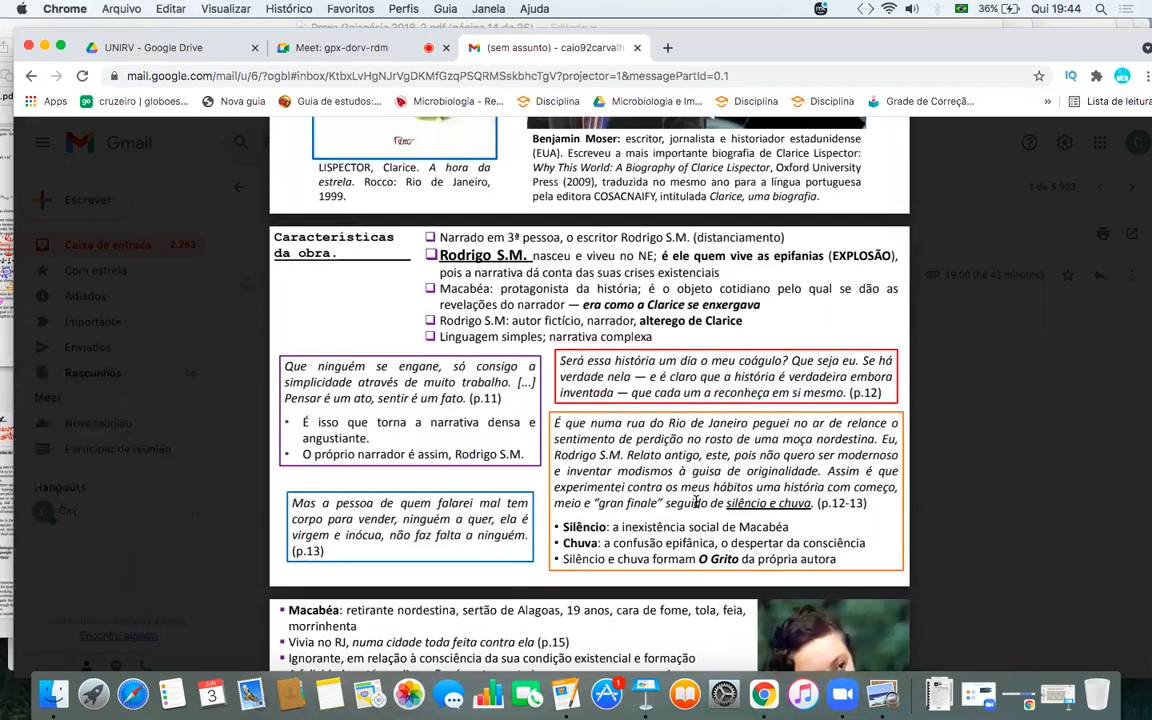 Chrome Arquivo Editar Visualizar Histórico Favoritos Perfis Guia Janela Ajuda 36% Qui 19:44
UNIRV - Google Drive Meet: gpx-dorv-rdm (sem assunto) - caio92carvalh
mail.google.com/mail/u/6/?ogbl#inbox/KtbxLvHgNJrVgDKMfGzqPSQRMSskbhcTgV?projector=1&messagePartId=0.1
Apps cruzeiro | globoes... Nova guia Guia de estudos:... Microbiologia - Re... Disciplina Microbiologia e Im... Disciplina Disciplina Grade de Correçã... Lista de leitura
Gmail
Escrever
1 de 5.903
Caixa de entrada 2.263
Com estrela
Adiados
Importante
Enviados
Rascunhos
Meet
Nova reunião
Participar de reunião
Hangouts
Caio
Encontre alguém
19:00 (há 43 minutos)
LISPECTOR, Clarice. A hora da
estrela. Rocco: Rio de Janeiro,
1999.
Benjamin Moser: escritor, jornalista e historiador estadunidense
(EUA). Escreveu a mais importante biografia de Clarice Lispector:
Why This World: A Biography of Clarice Lispector, Oxford University
Press (2009), traduzida no mesmo ano para a língua portuguesa
pela editora COSACNAIFY, intitulada Clarice, uma biografia.
Características
da obra.
Narrado em 3ª pessoa, o escritor Rodrigo S.M. (distanciamento)
Rodrigo S.M. nasceu e viveu no NE; é ele quem vive as epifanias (EXPLOSÃO),
pois a narrativa dá conta das suas crises existenciais
Macabéa: protagonista da história; é o objeto cotidiano pelo qual se dão as
revelações do narrador — era como a Clarice se enxergava
Rodrigo S.M: autor fictício, narrador, alterego de Clarice
Linguagem simples; narrativa complexa
Que ninguém se engane, só consigo a
simplicidade através de muito trabalho. [...]
Pensar é um ato, sentir é um fato. (p.11)
• É isso que torna a narrativa densa e
angustiante.
• O próprio narrador é assim, Rodrigo S.M.
Mas a pessoa de quem falarei mal tem
corpo para vender, ninguém a quer, ela é
virgem e inócua, não faz falta a ninguém.
(p.13)
Será essa história um dia o meu coágulo? Que seja eu. Se há
verdade nela — e é claro que a história é verdadeira embora
inventada — que cada um a reconheça em si mesmo. (p.12)
É que numa rua do Rio de Janeiro peguei no ar de relance o
sentimento de perdição no rosto de uma moça nordestina. Eu,
Rodrigo S.M. Relato antigo, este, pois não quero ser modernoso
e inventar modismos à guisa de originalidade. Assim é que
experimentei contra os meus hábitos uma história com começo,
meio e “gran finale” seguido de silêncio e chuva. (p.12-13)
• Silêncio: a inexistência social de Macabéa
• Chuva: a confusão epifânica, o despertar da consciência
• Silêncio e chuva formam O Grito da própria autora
Macabéa: retirante nordestina, sertão de Alagoas, 19 anos, cara de fome, tola, feia,
morrinhenta
Vivia no RJ, numa cidade toda feita contra ela (p.15)
Ignorante, em relação à consciência da sua condição existencial e formação